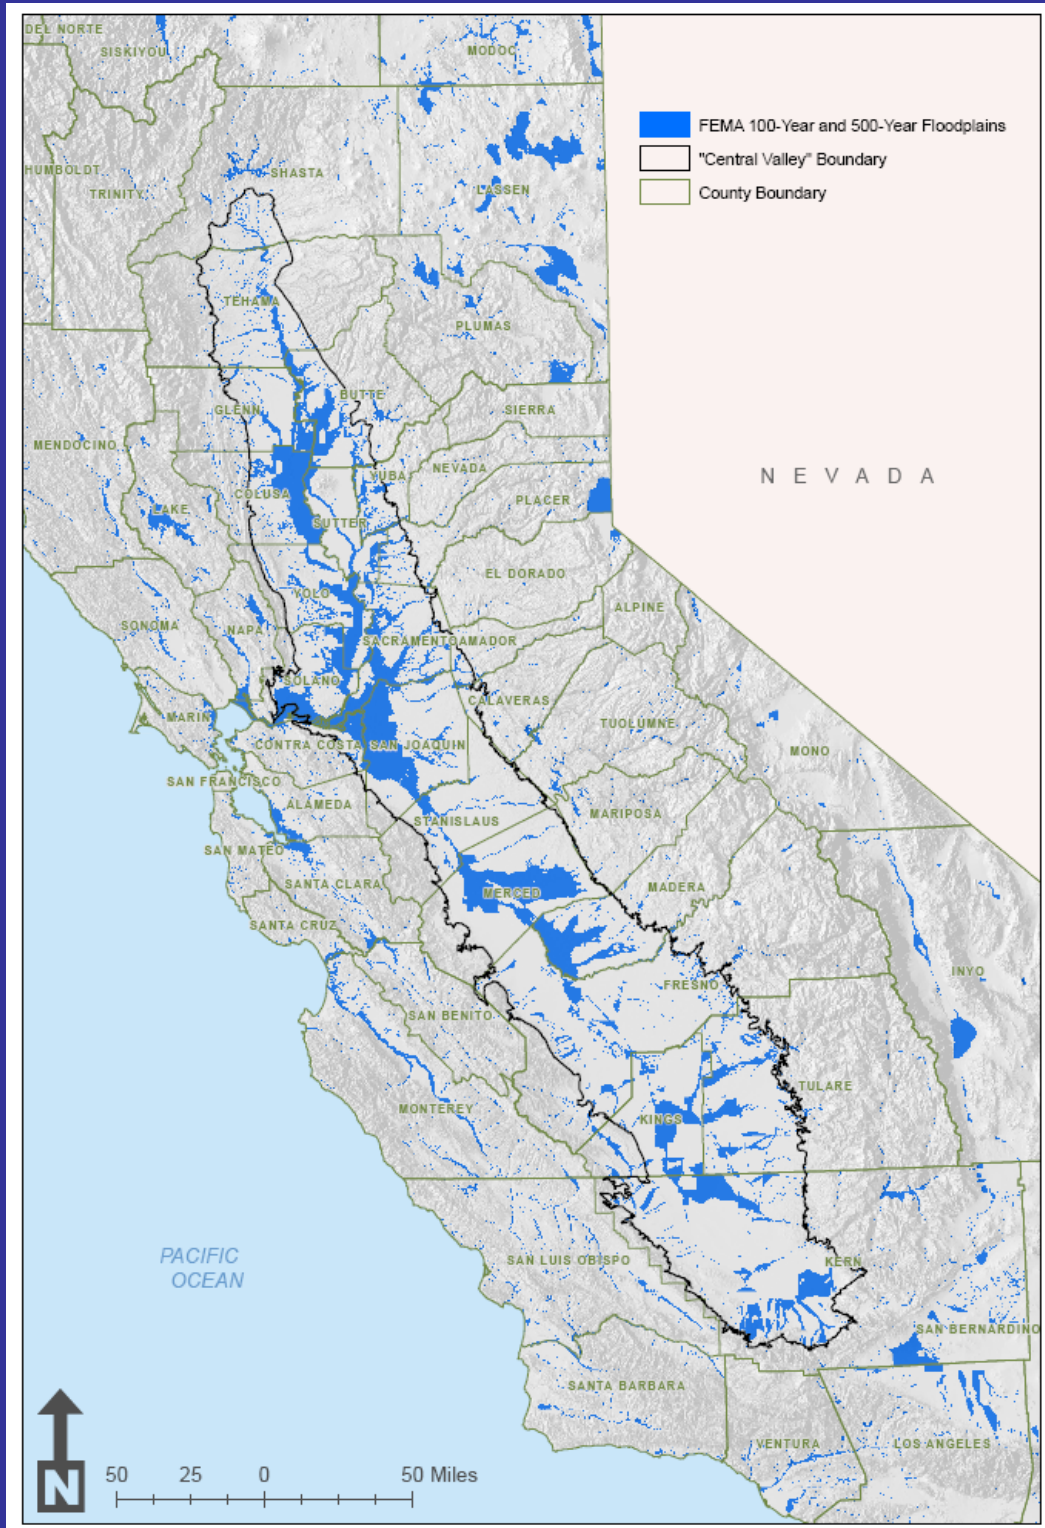 DEL NORTE
SISKIYOU
MODOC
FEMA 100-Year and 500-Year Floodplains
"Central Valley" Boundary
County Boundary
HUMBOLDT
TRINITY
SHASTA
LASSEN
TEHAMA
PLUMAS
GLENN
BUTTE
SIERRA
MENDOCINO
NEVADA
YUBA
NEVADA
COLUSA
PLACER
LAKE
SUTTER
EL DORADO
YOLO
ALPINE
SONOMA
NAPA
SACRAMENTO
AMADOR
SOLANO
CALAVERAS
MARIN
TUOLUMNE
CONTRA COSTA
SAN JOAQUIN
MONO
SAN FRANCISCO
ALAMEDA
STANISLAUS
MARIPOSA
SAN MATEO
SANTA CLARA
MERCED
MADERA
SANTA CRUZ
INYO
FRESNO
SAN BENITO
TULARE
MONTEREY
KINGS
PACIFIC
OCEAN
SAN LUIS OBISPO
KERN
SAN BERNARDINO
SANTA BARBARA
VENTURA
LOS ANGELES
N
50 25 0 50 Miles